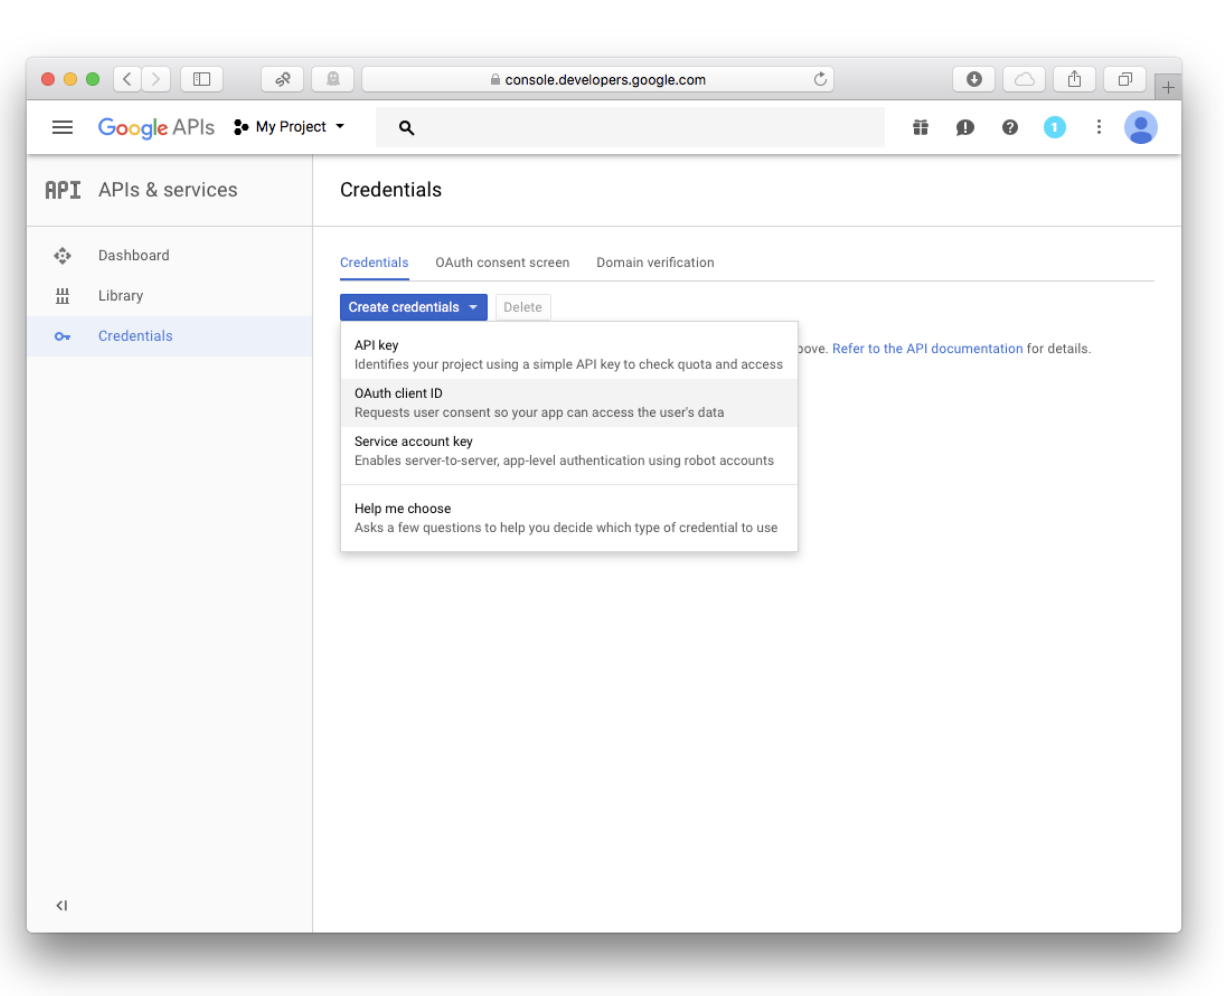 console.developers.google.com
Google APIs My Project 1
API APIs & services
Credentials
Dashboard
Library
Credentials
Credentials OAuth consent screen Domain verification
Create credentials Delete
API key
Identifies your project using a simple API key to check quota and access
Refer to the API documentation for details.
OAuth client ID
Requests user consent so your app can access the user's data
Service account key
Enables server-to-server, app-level authentication using robot accounts
Help me choose
Asks a few questions to help you decide which type of credential to use